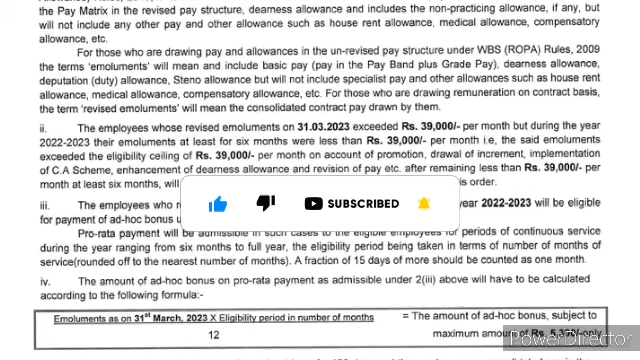 the Pay Matrix in the revised pay structure, dearness allowance and includes the non-practicing allowance, if any, but
will not include any other pay and other allowance such as house rent allowance, medical allowance, compensatory
allowance, etc.
For those who are drawing pay and allowances in the un-revised pay structure under WBS (ROPA) Rules, 2009
the terms 'emoluments' will mean and include basic pay (pay in the Pay Band plus Grade Pay), dearness allowance,
deputation (duty) allowance, Steno allowance but will not include specialist pay and other allowances such as house rent
allowance, medical allowance, compensatory allowance, etc. For those who are drawing remuneration on contract basis,
the term 'revised emoluments' will mean the consolidated contract pay drawn by them.
ii. The employees whose revised emoluments on 31.03.2023 exceeded Rs. 39,000/- per month but during the year
2022-2023 their emoluments at least for six months were less than Rs. 39,000/- per month i.e, the said emoluments
exceeded the eligibility ceiling of Rs. 39,000/- per month on account of promotion, drawal of increment, implementation
of C.A Scheme, enhancement of dearness allowance and revision of pay etc. after remaining less than Rs. 39,000/- per
month at least six months, will is order.
iii. The employees who year 2022-2023 will be eligible
for payment of ad-hoc bonus
SUBSCRIBED
Pro-rata payment will be admissible in such cases to the eligible employees for periods of continuous service
during the year ranging from six months to full year, the eligibility period being taken in terms of number of months of
service(rounded off to the nearest number of months). A fraction of 15 days of more should be counted as one month.
iv. The amount of ad-hoc bonus on pro-rata payment as admissible under 2(iii) above will have to be calculated
according to the following formula:-
Emoluments as on 31st March, 2023 X Eligibility period in number of months = The amount of ad-hoc bonus, subject to
12 maximum amount of Rs. 5,300/-only
PowerDirector